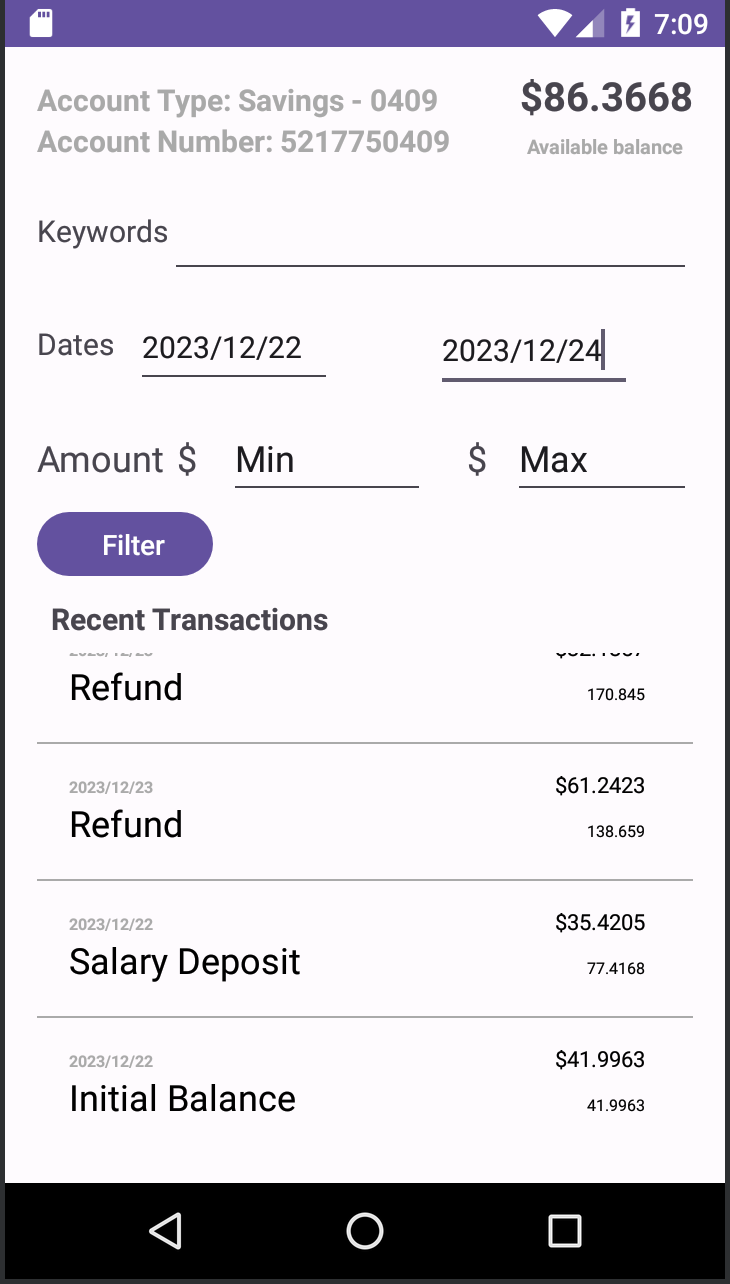 7:09
Account Type: Savings - 0409
$86.3668
Account Number: 5217750409
Available balance
Keywords
Dates 2023/12/22 2023/12/24
Amount $ Min $ Max
Filter
Recent Transactions
Refund
170.845
2023/12/23 $61.2423
Refund
138.659
2023/12/22 $35.4205
Salary Deposit
77.4168
2023/12/22 $41.9963
Initial Balance
41.9963